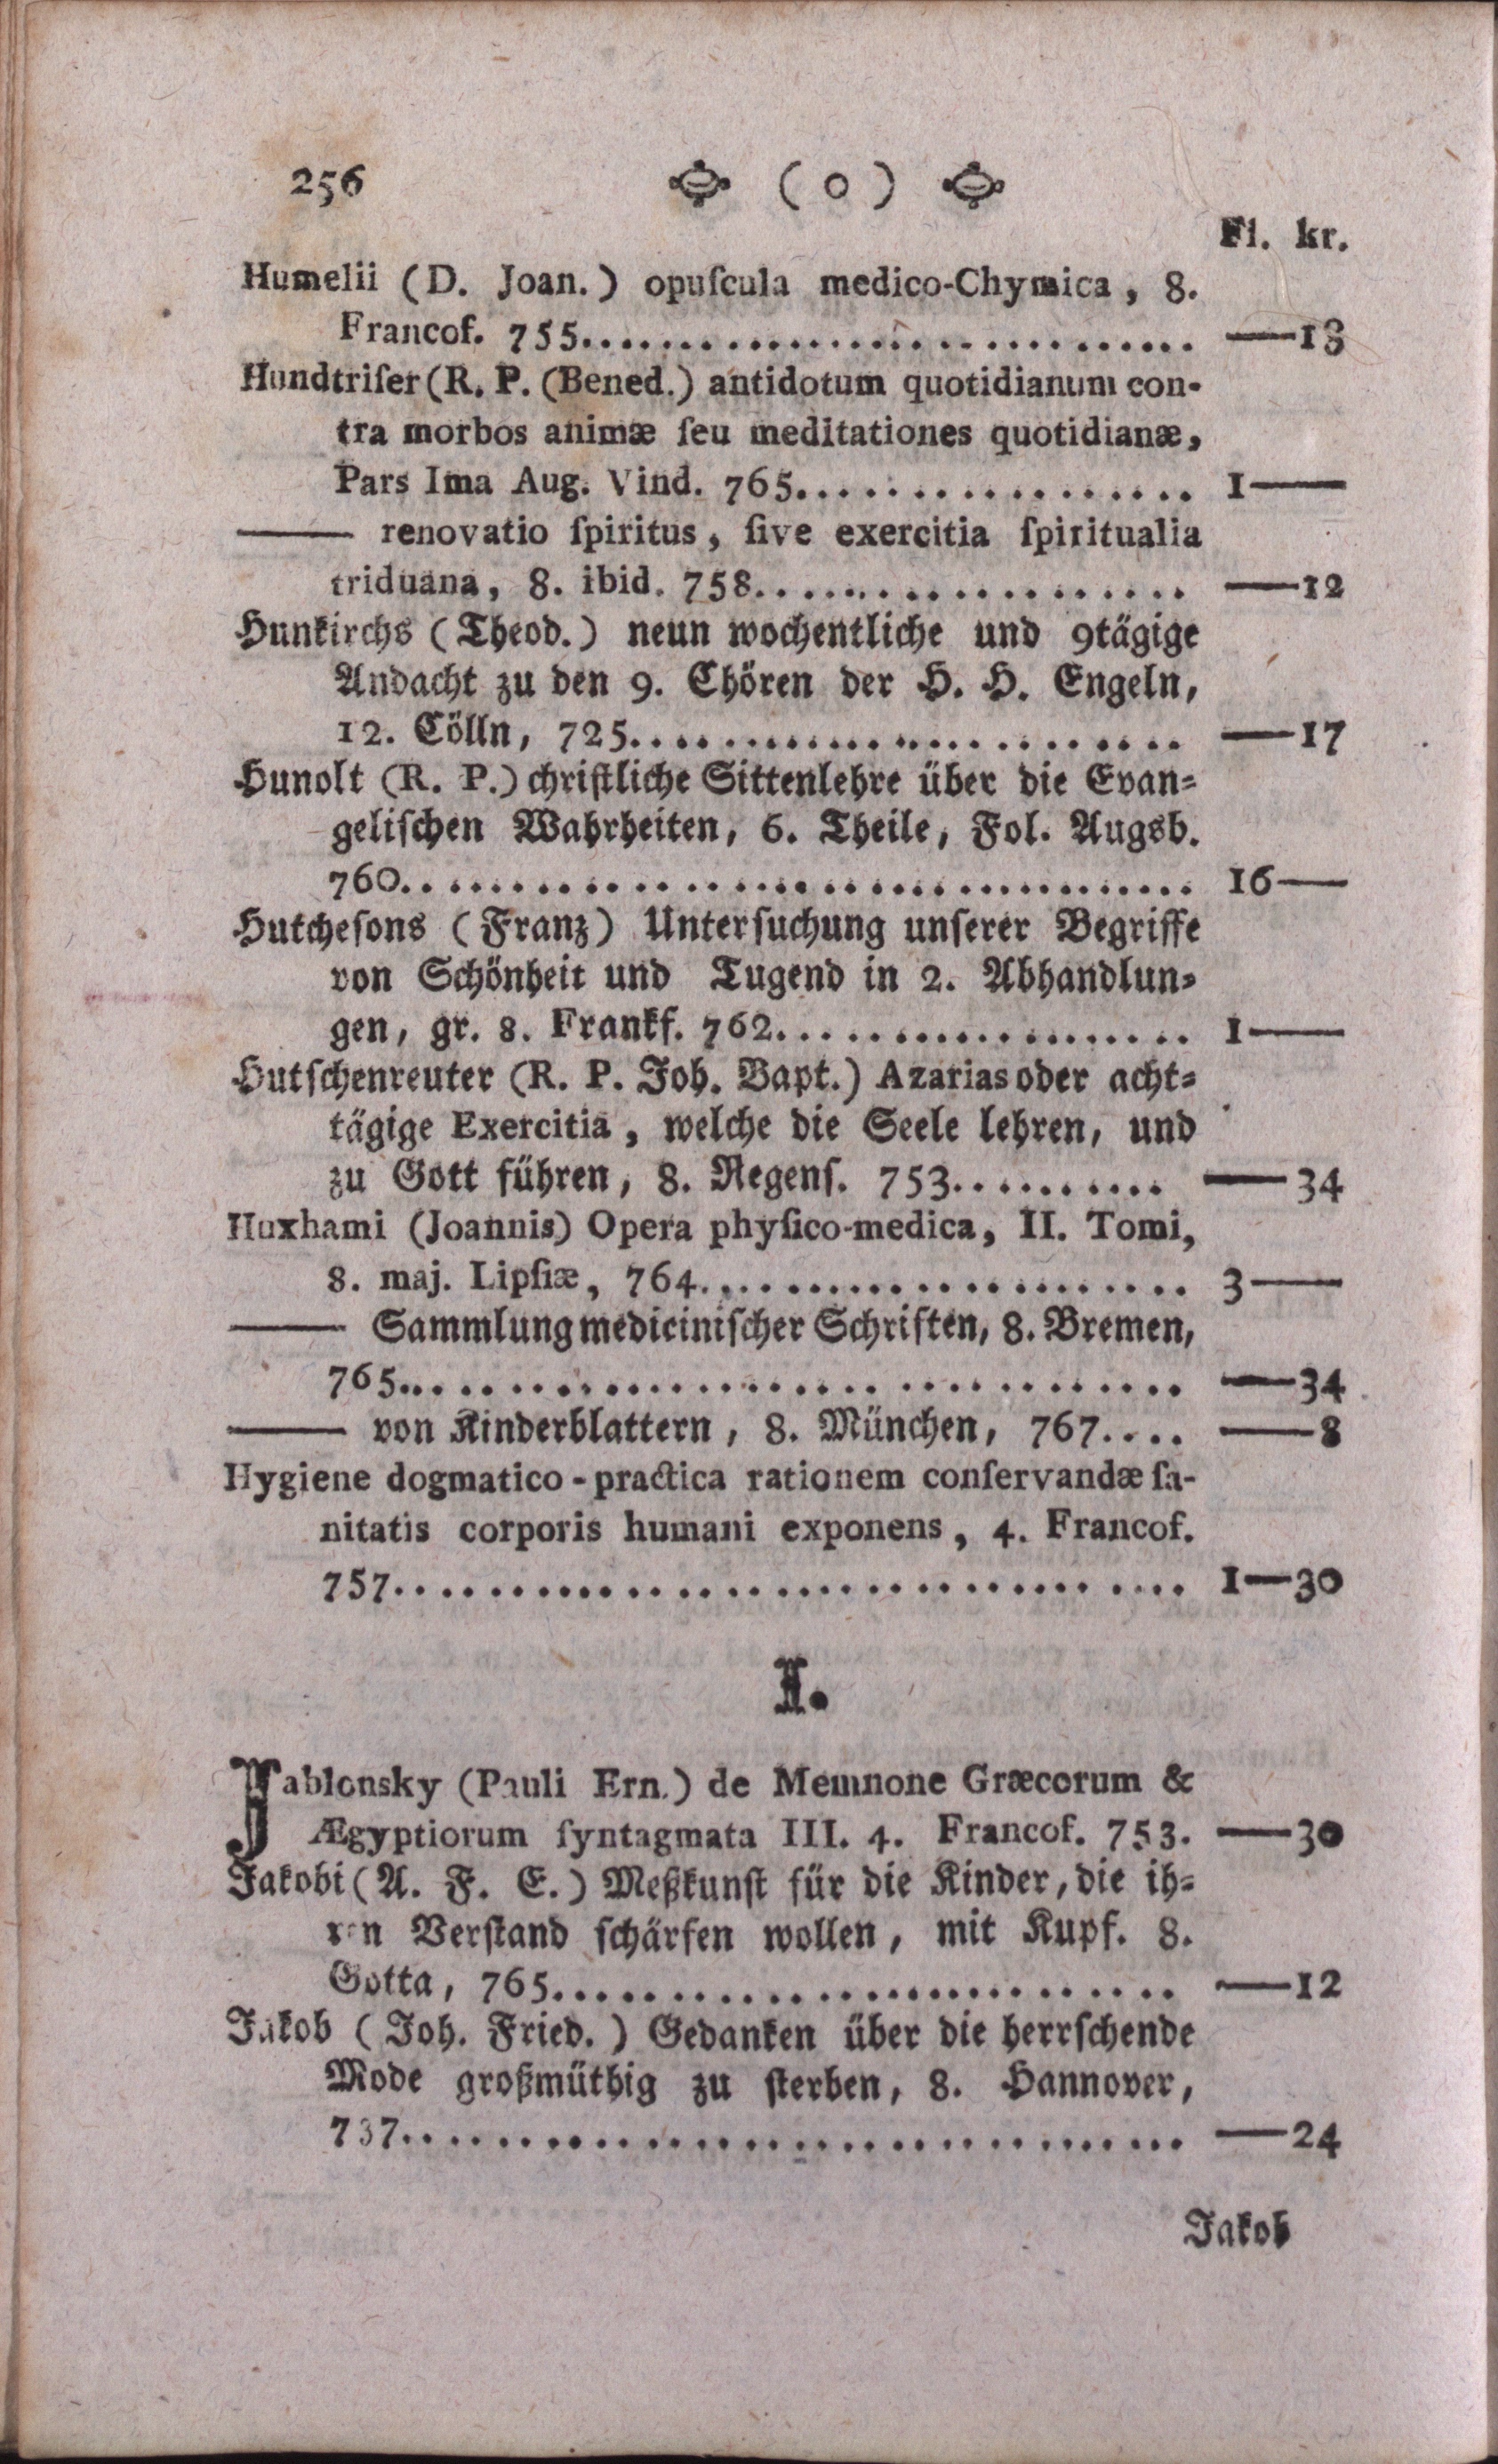 256 ( o )
Fl. kr.
Humelii (D. Joan.) opuſcula medico-Chymica, 8.
Francof. 755.............................. —18
Hundtriſer (R. P. (Bened.) antidotum quotidianum con-
tra morbos animæ ſeu meditationes quotidianæ,
Pars Ima Aug. Vind. 765.................. 1—
—— renovatio ſpiritus, ſive exercitia ſpiritualia
triduana, 8. ibid. 758.................... —12
Hunkirchs (Theod.) neun wochentliche und 9tägige
Andacht zu den 9. Chören der H. H. Engeln,
12. Cölln, 725.......................... —17
Hunolt (R. P.) chriſtliche Sittenlehre über die Evan-
geliſchen Wahrheiten, 6. Theile, Fol. Augsb.
760...................................... 16—
Hutcheſons (Franz) Unterſuchung unſerer Begriffe
von Schönheit und Tugend in 2. Abhandlun-
gen, gr. 8. Frankf. 762................... 1—
Hutſchenreuter (R. P. Joh. Bapt.) Azarias oder acht-
tägige Exercitia, welche die Seele lehren, und
zu Gott führen, 8. Regenſ. 753.......... —34
Huxhami (Joannis) Opera phyſico-medica, II. Tomi,
8. maj. Lipſiæ, 764....................... 3—
—— Sammlung mediciniſcher Schriften, 8. Bremen,
765.................................... —34
—— von Kinderblattern, 8. München, 767.... —8
Hygiene dogmatico-practica rationem conſervandæ ſa-
nitatis corporis humani exponens, 4. Francof.
757..................................... 1—30
I.
Jablonsky (Pauli Ern.) de Memnone Græcorum &
Ægyptiorum ſyntagmata III. 4. Francof. 753. —30
Jakobi (A. F. E.) Meßkunſt für die Kinder, die ih-
ren Verſtand ſchärfen wollen, mit Kupf. 8.
Gotta, 765.............................. —12
Jakob (Joh. Fried.) Gedanken über die herrſchende
Mode großmüthig zu ſterben, 8. Hannover,
737..................................... —24
Jakob